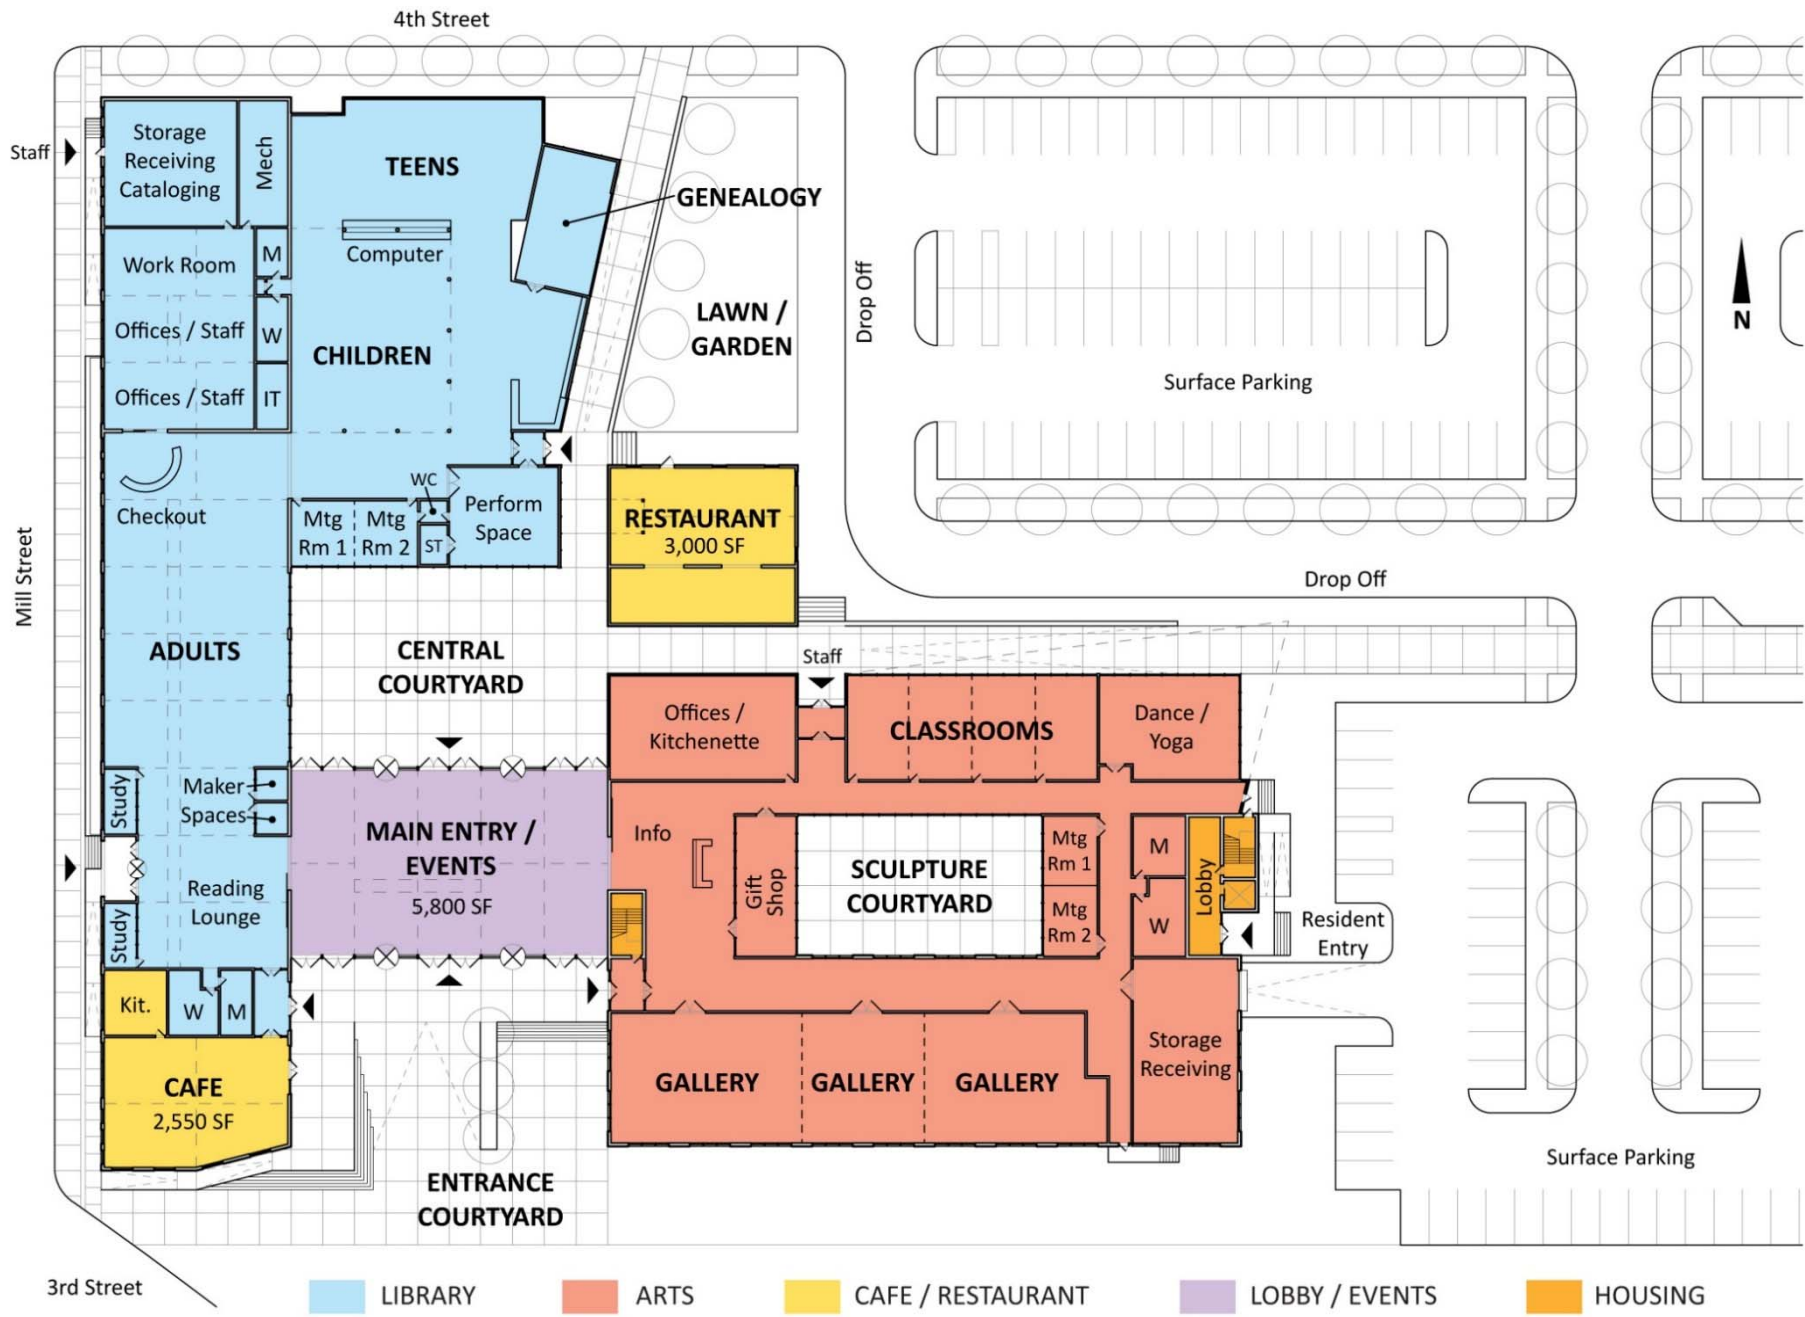 4th Street
Staff
Storage
Receiving
Cataloging
Mech
TEENS
GENEALOGY
Computer
Work Room
M
Offices / Staff
W
CHILDREN
Offices / Staff
IT
LAWN /
GARDEN
Drop Off
Surface Parking
N
Checkout
WC
Mtg
Rm 1
Mtg
Rm 2
ST
Perform
Space
RESTAURANT
3,000 SF
Drop Off
Mill Street
ADULTS
CENTRAL
COURTYARD
Staff
Offices /
Kitchenette
CLASSROOMS
Dance /
Yoga
Study
Maker
Spaces
MAIN ENTRY /
EVENTS
5,800 SF
Info
Gift
Shop
SCULPTURE
COURTYARD
Mtg
Rm 1
Mtg
Rm 2
M
W
Lobby
Resident
Entry
Reading
Lounge
Study
Kit.
W
M
CAFE
2,550 SF
GALLERY
GALLERY
GALLERY
Storage
Receiving
ENTRANCE
COURTYARD
Surface Parking
3rd Street
LIBRARY
ARTS
CAFE / RESTAURANT
LOBBY / EVENTS
HOUSING